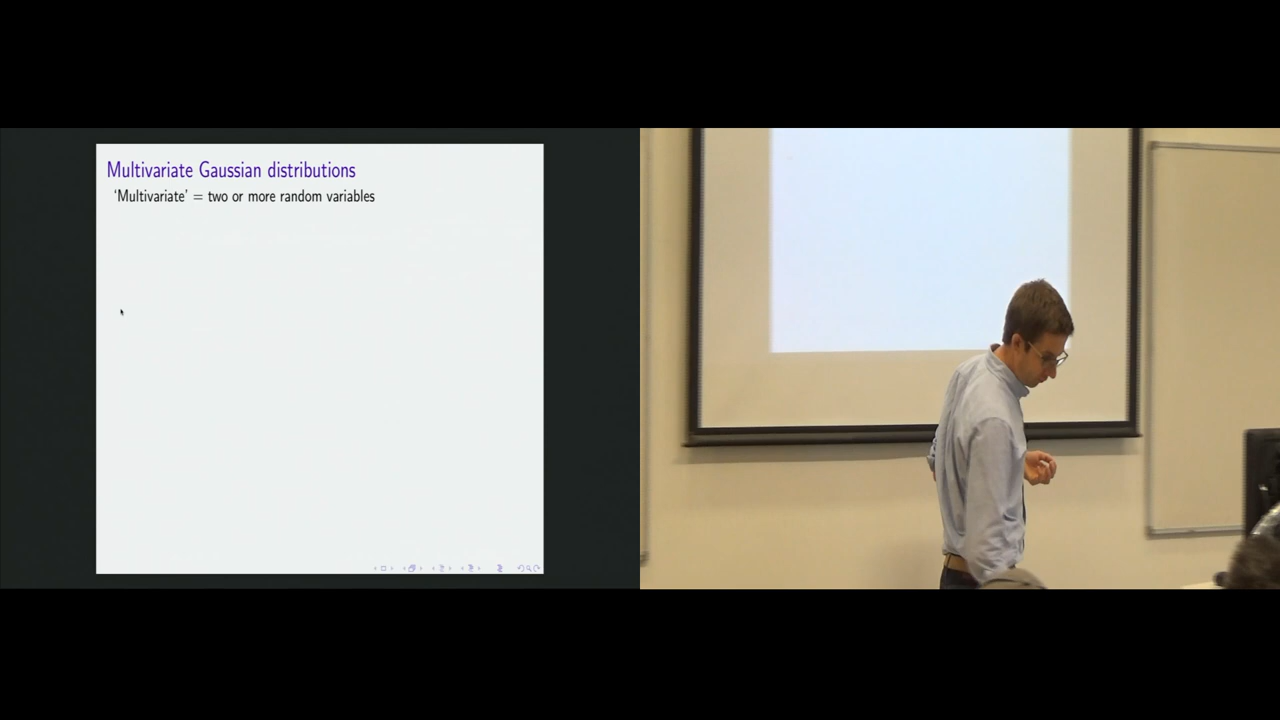 Multivariate Gaussian distributions
‘Multivariate’ = two or more random variables